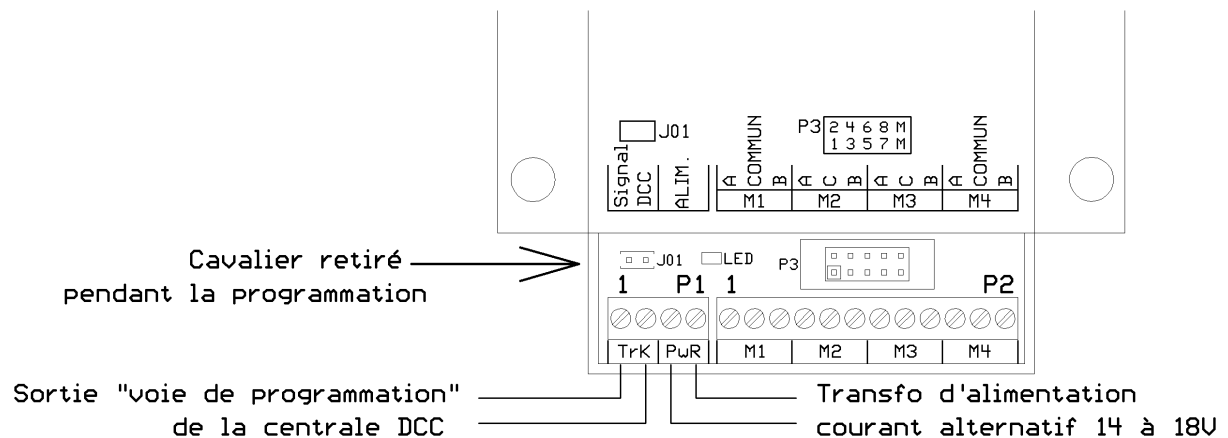 J01
P3 2 4 6 8 M
1 3 5 7 M
Signal
DCC
ALIM.
A COMMUN B A C B A C B A COMMUN B
M1 M2 M3 M4
Cavalier retiré
pendant la programmation
J01 LED P3
1 P1 1 P2
TrK PwR M1 M2 M3 M4
Sortie "voie de programmation"
de la centrale DCC
Transfo d'alimentation
courant alternatif 14 à 18V